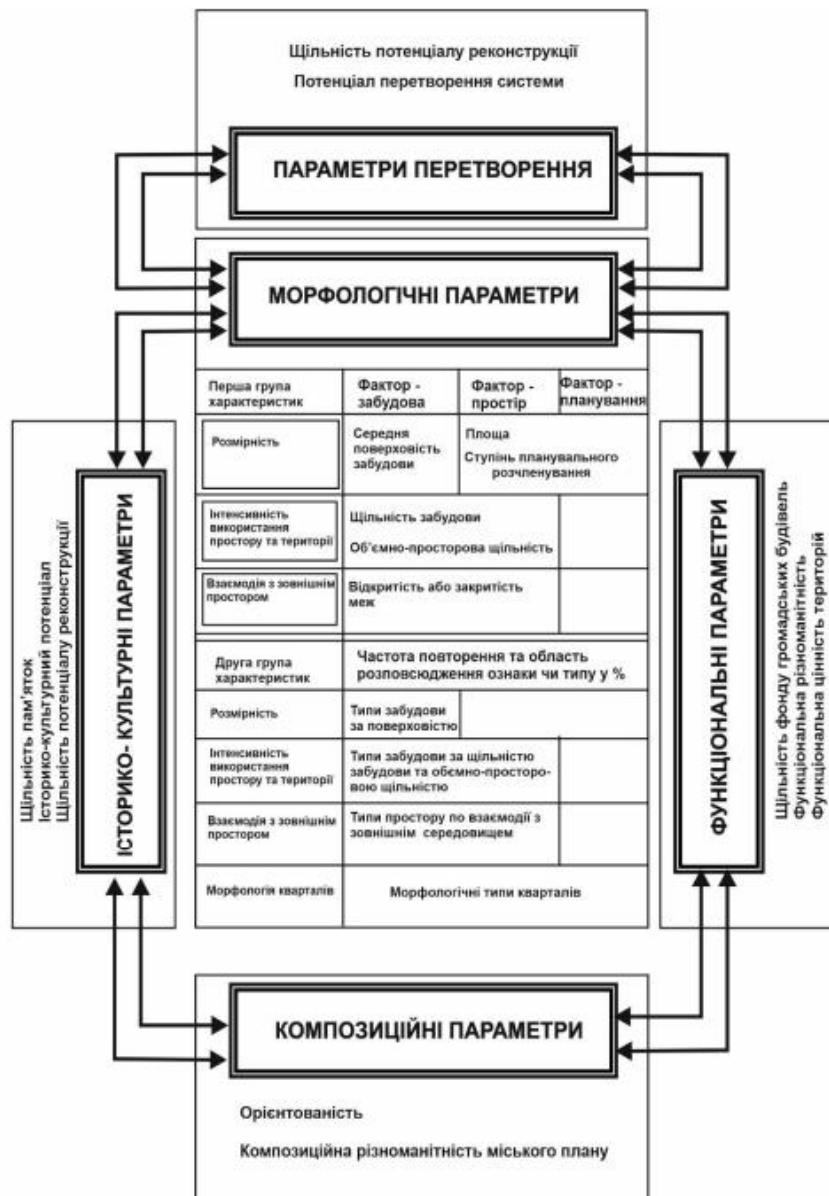 Щільність потенціалу реконструкції
Потенціал перетворення системи
ПАРАМЕТРИ ПЕРЕТВОРЕННЯ
МОРФОЛОГІЧНІ ПАРАМЕТРИ
Перша група
характеристик
Фактор -
забудова
Фактор -
простір
Фактор -
планування
Розмірність
Середня
поверховість
забудови
Площа
Ступінь планувального
розчленування
Інтенсивність
використання
простору та території
Щільність забудови
Об'ємно-просторова щільність
Взаємодія з зовнішнім
простором
Відкритість або закритість
меж
Друга група
характеристик
Частота повторення та область
розповсюдження ознаки чи типу у %
Розмірність
Типи забудови
за поверховістю
Інтенсивність
використання
простору та території
Типи забудови за щільністю
забудови та обємно-просторо-
вою щільністю
Взаємодія з зовнішнім
простором
Типи простору по взаємодії з
зовнішнім середовищем
Морфологія кварталів
Морфологічні типи кварталів
Щільність пам'яток
Історико-культурний потенціал
Щільність потенціалу реконструкції
ІСТОРИКО- КУЛЬТУРНІ ПАРАМЕТРИ
ФУНКЦІОНАЛЬНІ ПАРАМЕТРИ
Щільність фонду громадських будівель
Функціональна різноманітність
Функціональна цінність територій
КОМПОЗИЦІЙНІ ПАРАМЕТРИ
Орієнтованість
Композиційна різноманітність міського плану